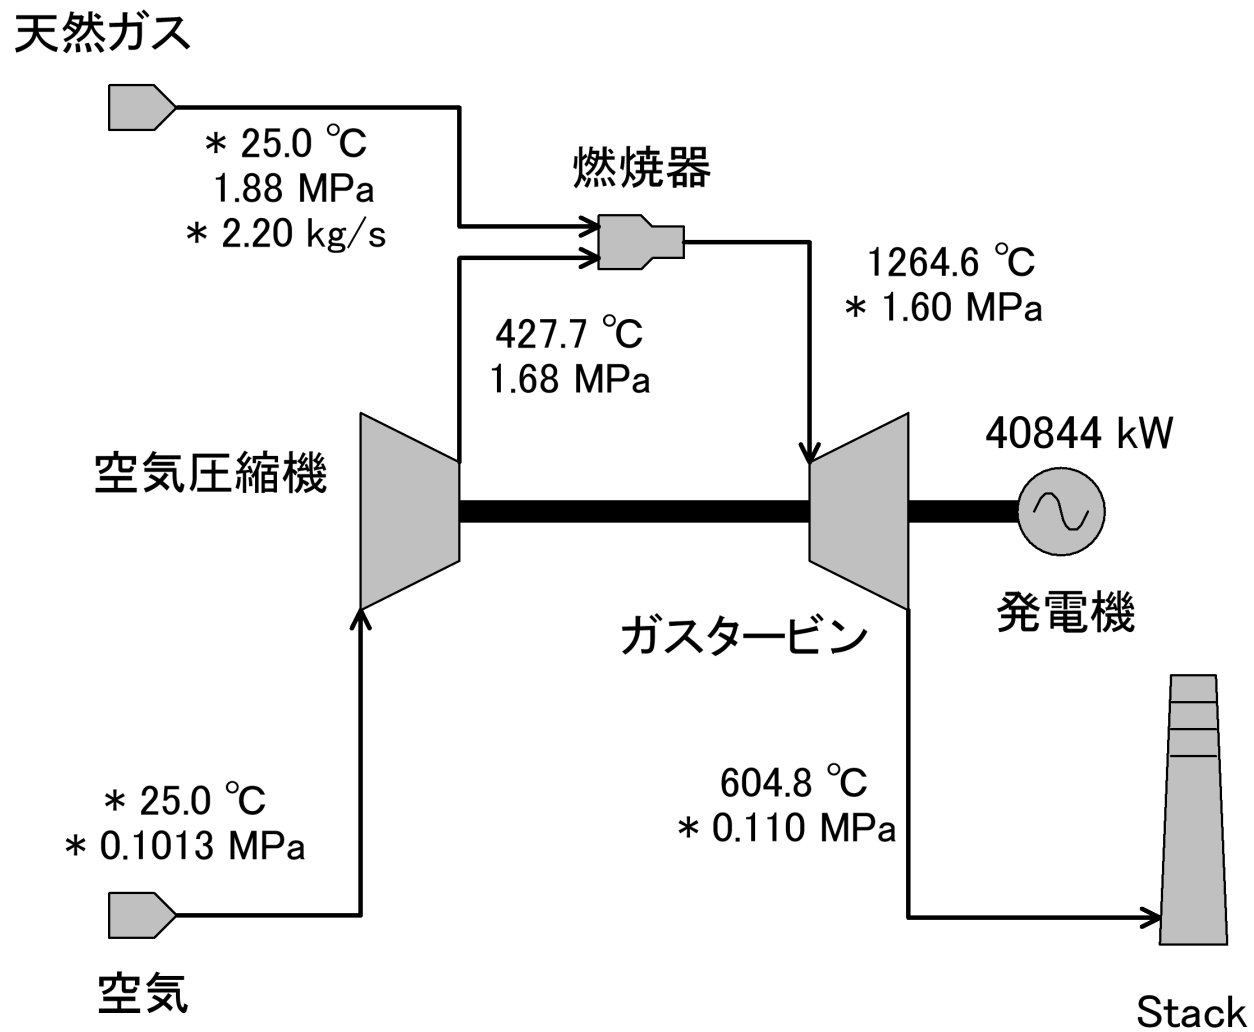 天然ガス
* 25.0 ℃
1.88 MPa
* 2.20 kg/s
燃焼器
1264.6 ℃
* 1.60 MPa
427.7 ℃
1.68 MPa
空気圧縮機
40844 kW
ガスタービン
発電機
* 25.0 ℃
* 0.1013 MPa
604.8 ℃
* 0.110 MPa
空気
Stack